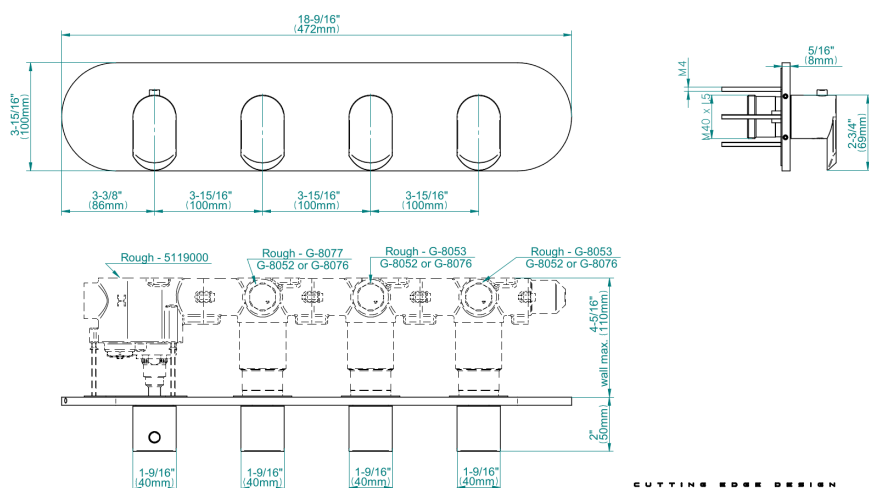 18-9/16"
(472mm)
3-15/16"
(100mm)
3-3/8"
(86mm)
3-15/16"
(100mm)
3-15/16"
(100mm)
3-15/16"
(100mm)
5/16"
(8mm)
M4
M40 x 1.5
2-3/4"
(69mm)
Rough - 5119000
Rough - G-8077
G-8052 or G-8076
Rough - G-8053
G-8052 or G-8076
Rough - G-8053
G-8052 or G-8076
4-5/16"
wall max. (110mm)
2"
(50mm)
1-9/16"
(40mm)
1-9/16"
(40mm)
1-9/16"
(40mm)
1-9/16"
(40mm)
CUTTING EDGE DESIGN